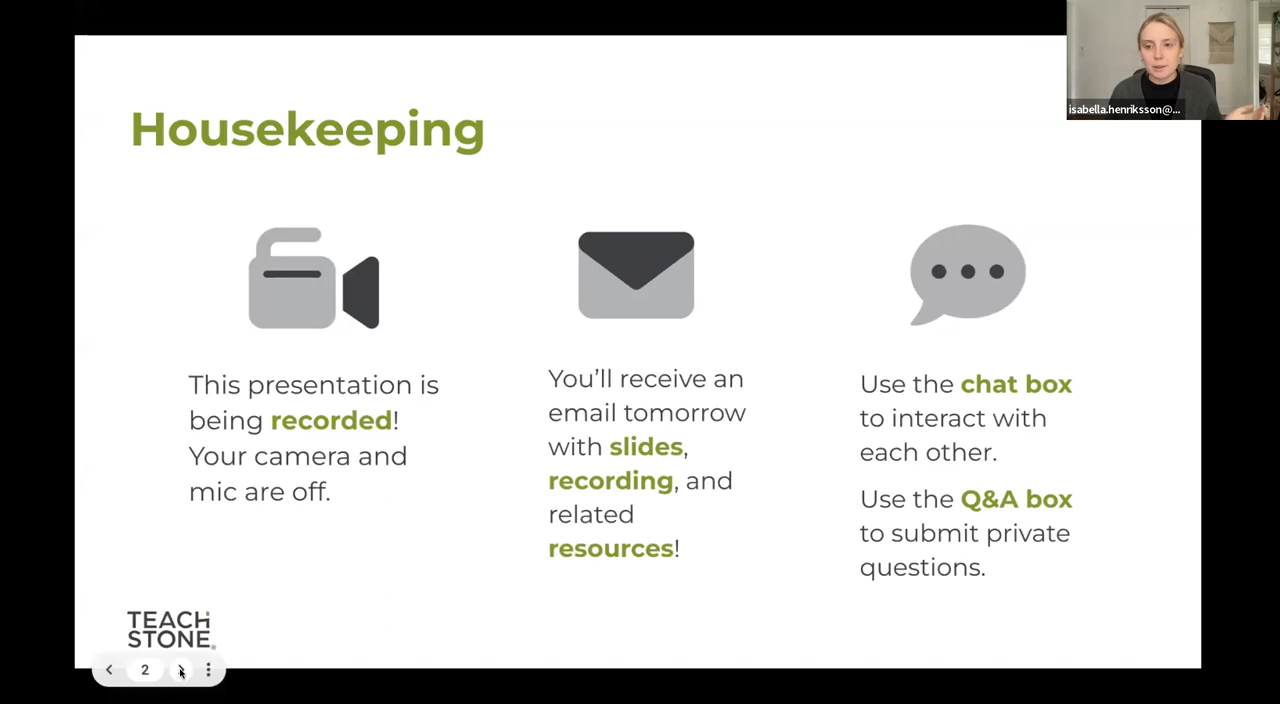 isabella.henriksson@...
Housekeeping
This presentation is
being recorded!
Your camera and
mic are off.
You’ll receive an
email tomorrow
with slides,
recording, and
related
resources!
Use the chat box
to interact with
each other.
Use the Q&A box
to submit private
questions.
TEACH
STONE®
2